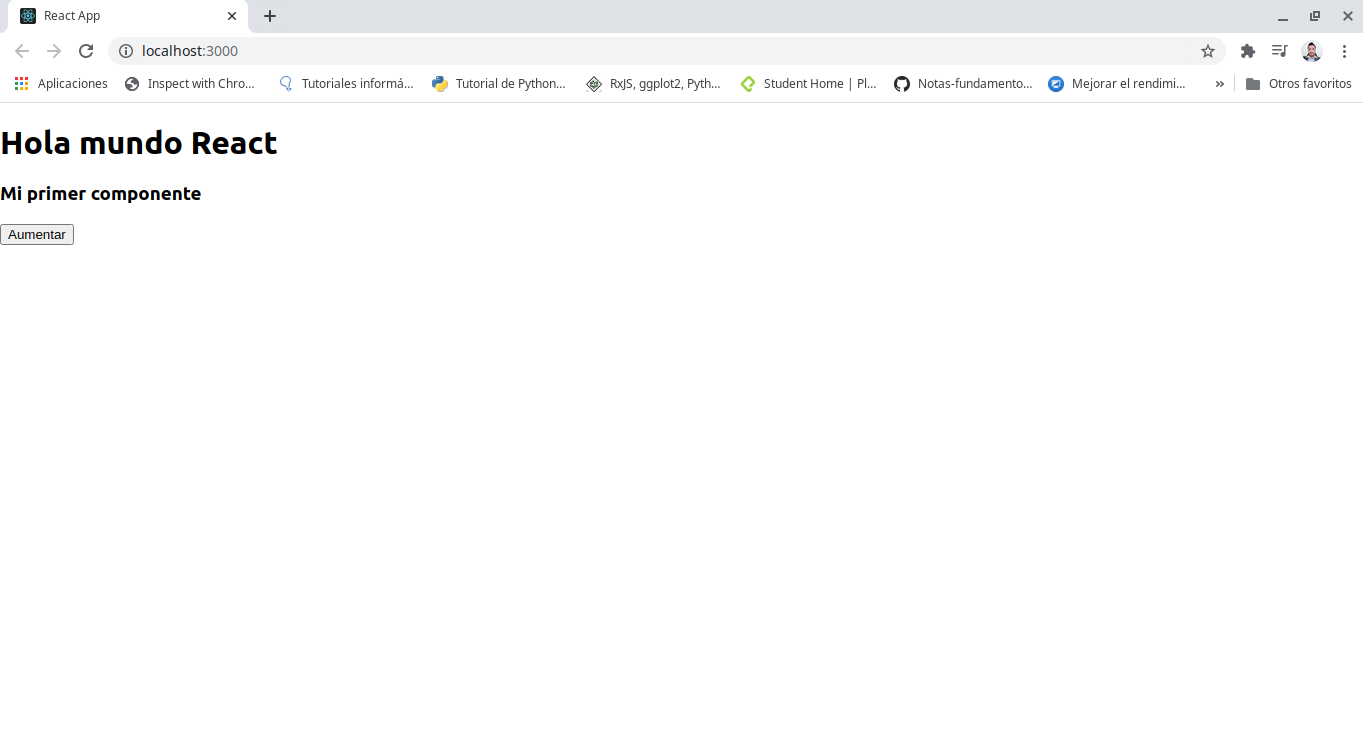 React App
localhost:3000
Aplicaciones Inspect with Chro... Tutoriales informá... Tutorial de Python... RxJS, ggplot2, Pyth... Student Home | Pl... Notas-fundamento... Mejorar el rendimi... » Otros favoritos
Hola mundo React
Mi primer componente
Aumentar